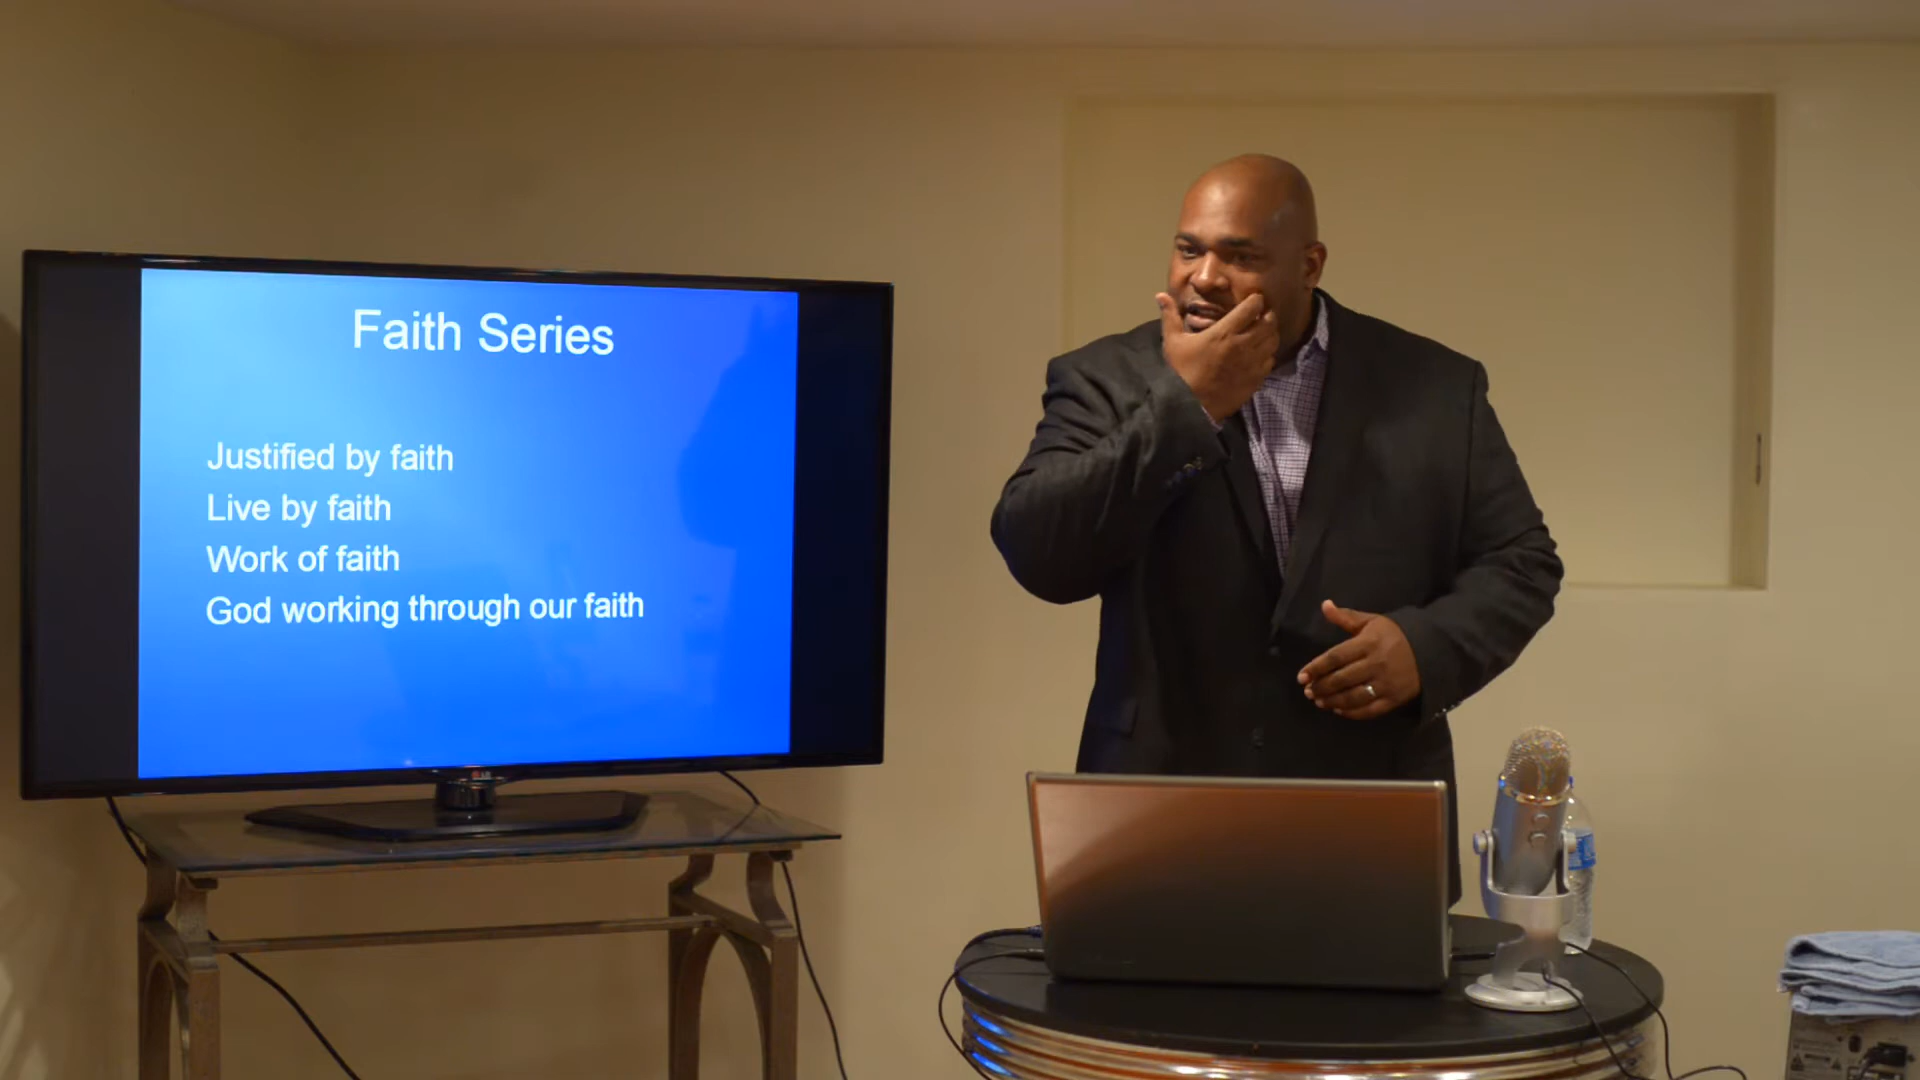 Faith Series
Justified by faith
Live by faith
Work of faith
God working through our faith